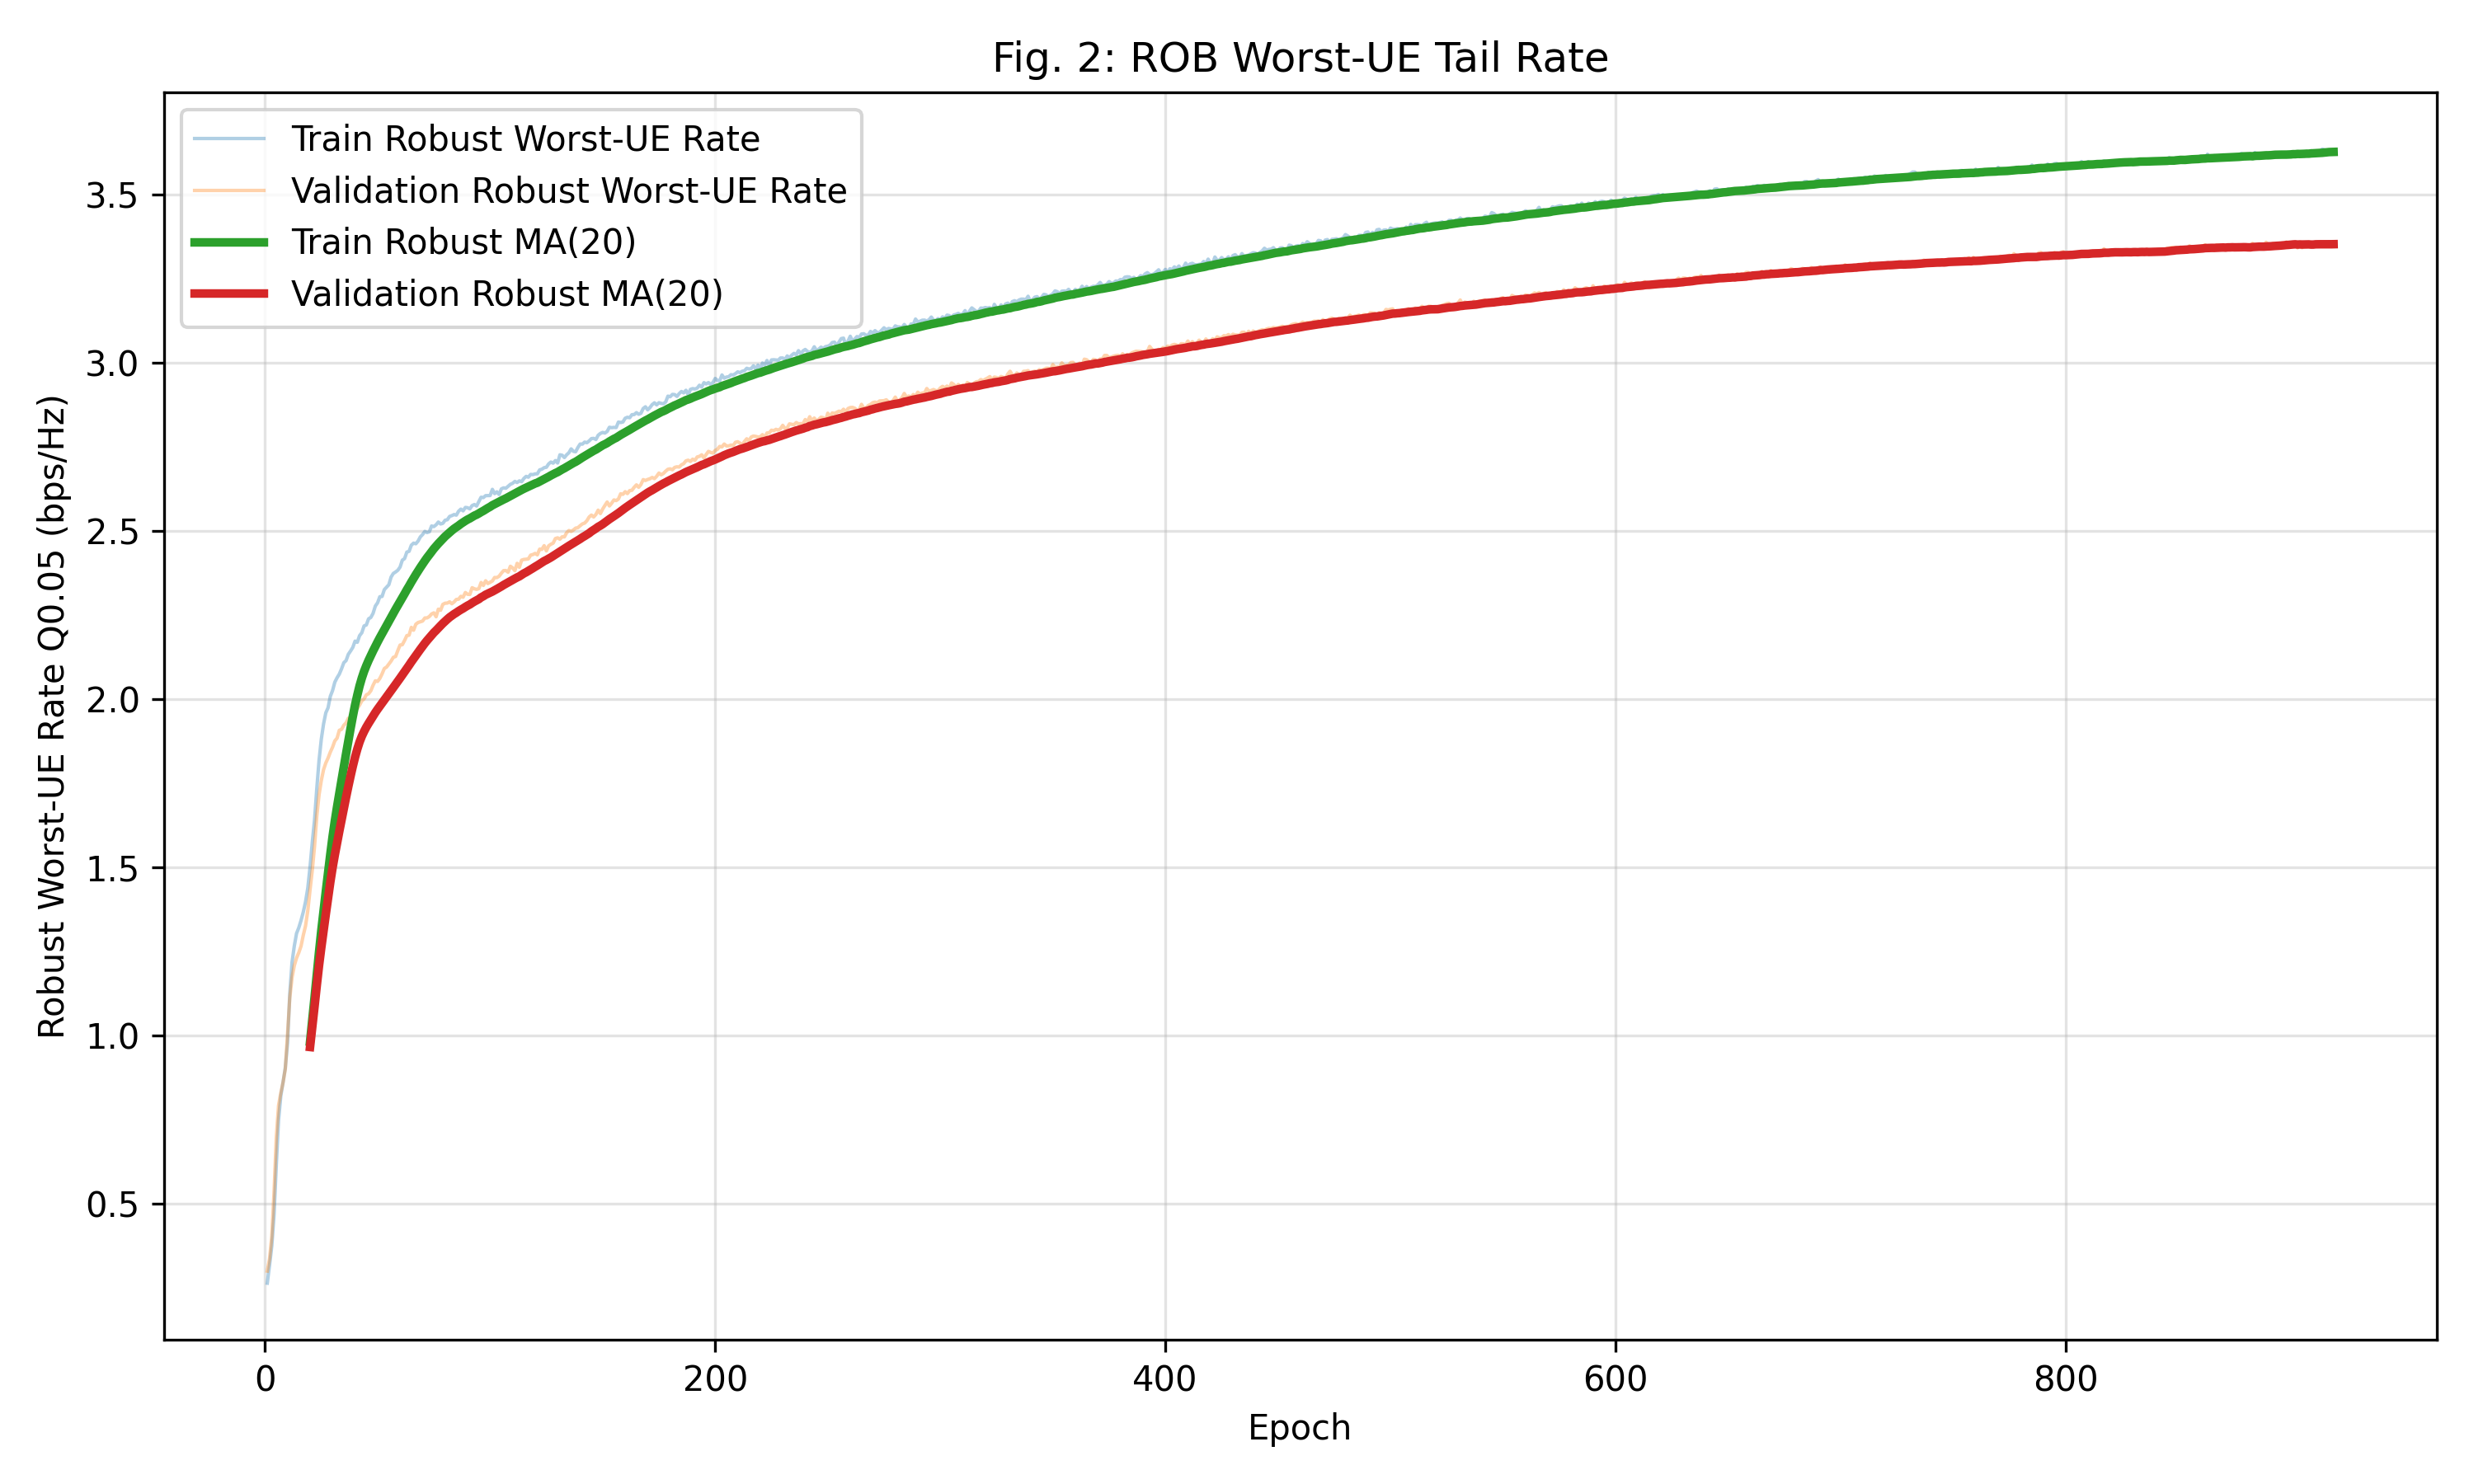 Fig. 2: ROB Worst-UE Tail Rate
Train Robust Worst-UE Rate
Validation Robust Worst-UE Rate
Train Robust MA(20)
Validation Robust MA(20)
Robust Worst-UE Rate Q0.05 (bps/Hz)
3.5
3.0
2.5
2.0
1.5
1.0
0.5
0 200 400 600 800
Epoch